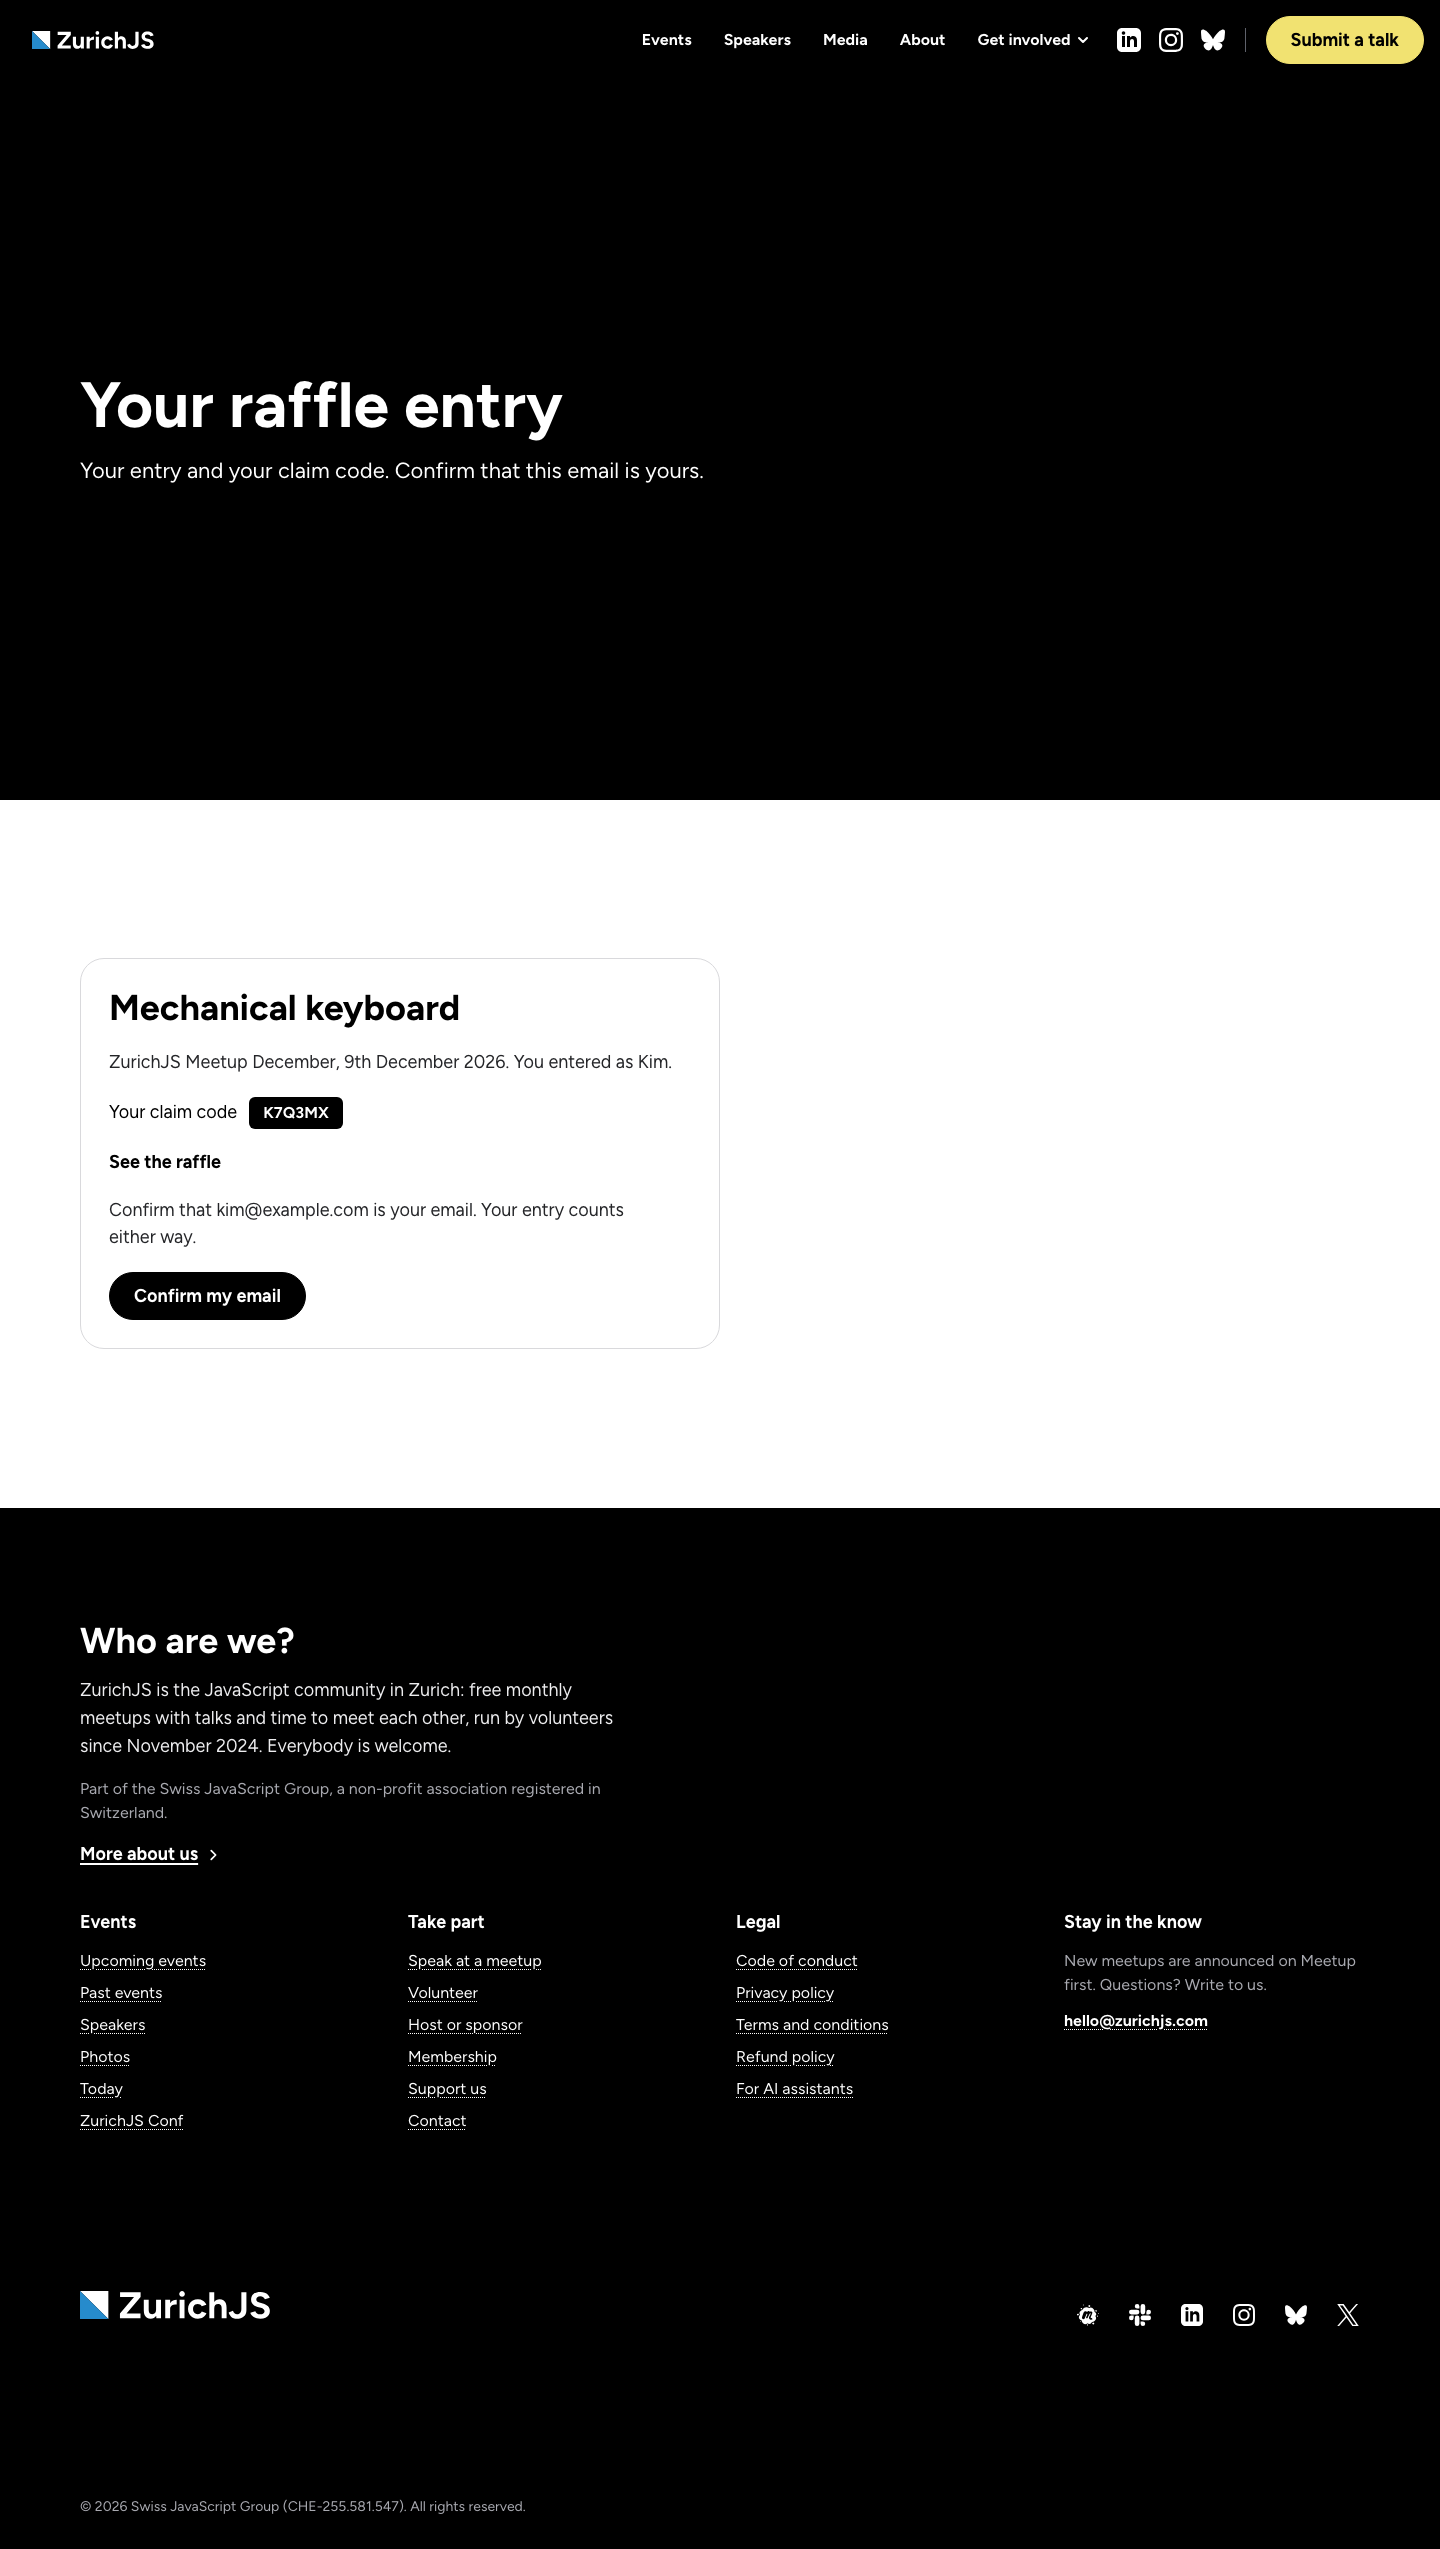 ZurichJS
Events
Speakers
Media
About
Get involved
Submit a talk
Your raffle entry
Your entry and your claim code. Confirm that this email is yours.
Mechanical keyboard
ZurichJS Meetup December, 9th December 2026. You entered as Kim.
Your claim code K7Q3MX
See the raffle
Confirm that kim@example.com is your email. Your entry counts
either way.
Confirm my email
Who are we?
ZurichJS is the JavaScript community in Zurich: free monthly
meetups with talks and time to meet each other, run by volunteers
since November 2024. Everybody is welcome.
Part of the Swiss JavaScript Group, a non-profit association registered in
Switzerland.
More about us
Events
Upcoming events
Past events
Speakers
Photos
Today
ZurichJS Conf
Take part
Speak at a meetup
Volunteer
Host or sponsor
Membership
Support us
Contact
Legal
Code of conduct
Privacy policy
Terms and conditions
Refund policy
For AI assistants
Stay in the know
New meetups are announced on Meetup
first. Questions? Write to us.
hello@zurichjs.com
ZurichJS
© 2026 Swiss JavaScript Group (CHE-255.581.547). All rights reserved.